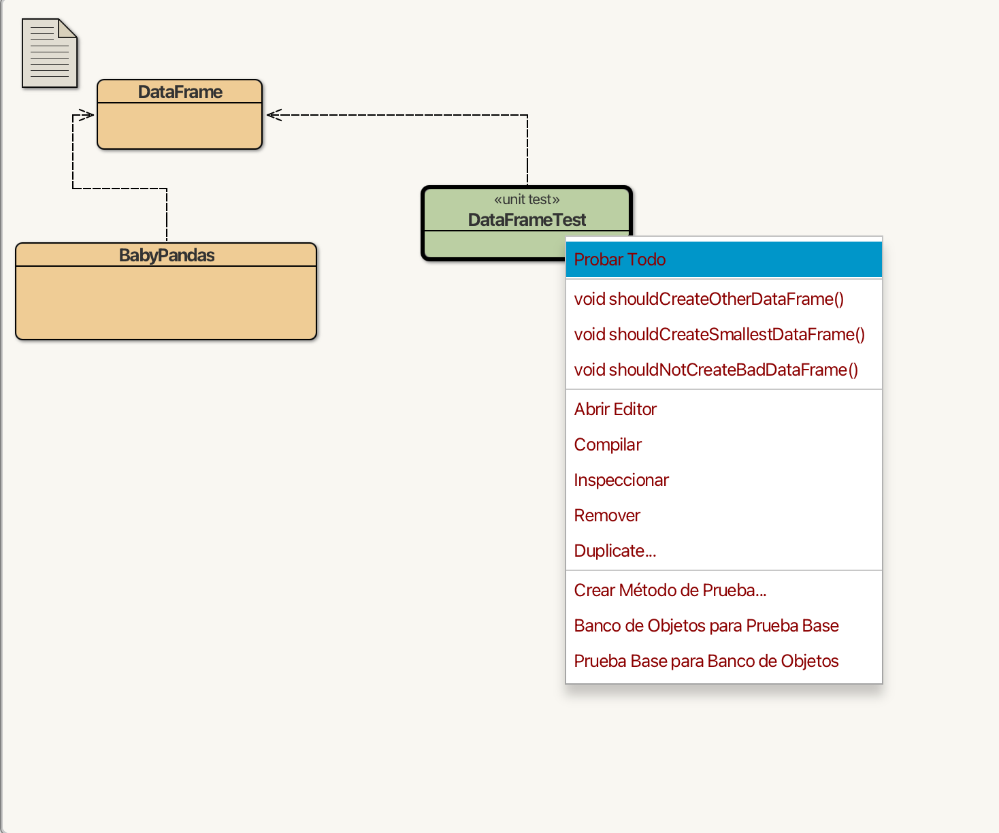 DataFrame
«unit test»
DataFrameTest
BabyPandas
Probar Todo
void shouldCreateOtherDataFrame()
void shouldCreateSmallestDataFrame()
void shouldNotCreateBadDataFrame()
Abrir Editor
Compilar
Inspeccionar
Remover
Duplicate...
Crear Método de Prueba...
Banco de Objetos para Prueba Base
Prueba Base para Banco de Objetos